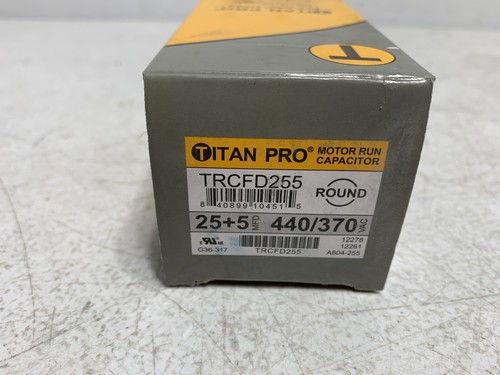 TITAN PRO® MOTOR RUN CAPACITOR
TRCFD255
8 40899 10451 5
ROUND
25+5 MFD 440/370 VAC
G36-317
TRCFD255
12278
12261
A804-255